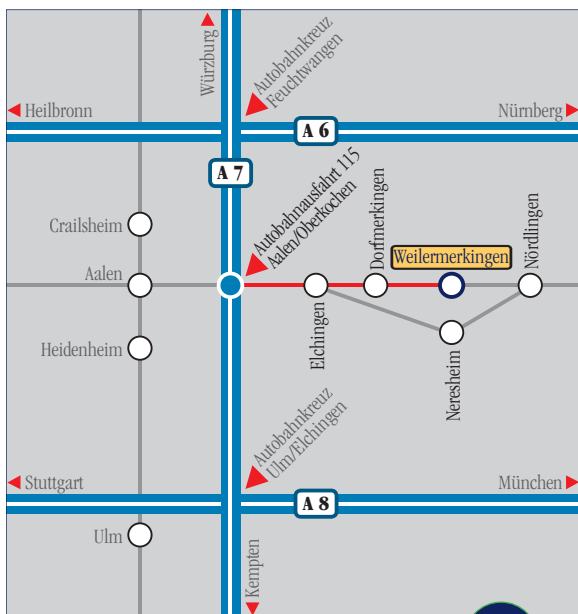 Würzburg
Autobahnkreuz
Feuchtwangen
Heilbronn
Nürnberg
A 6
A 7
Autobahnausfahrt 115
Aalen/Oberkochen
Crailsheim
Dorfmerkingen
Weilermerkingen
Nördlingen
Aalen
Elchingen
Heidenheim
Neresheim
Autobahnkreuz
Ulm/Elchingen
Stuttgart
München
A 8
Ulm
Kempten